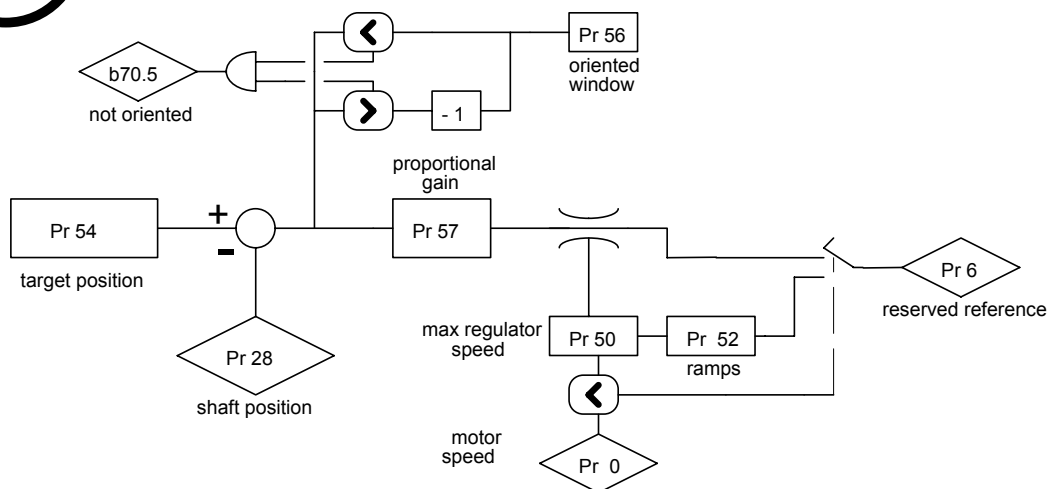 Pr 56
oriented
window
b70.5
not oriented
- 1
proportional
gain
+
-
Pr 54
target position
Pr 57
Pr 6
reserved reference
max regulator
speed
Pr 50
Pr 52
ramps
Pr 28
shaft position
motor
speed
Pr 0